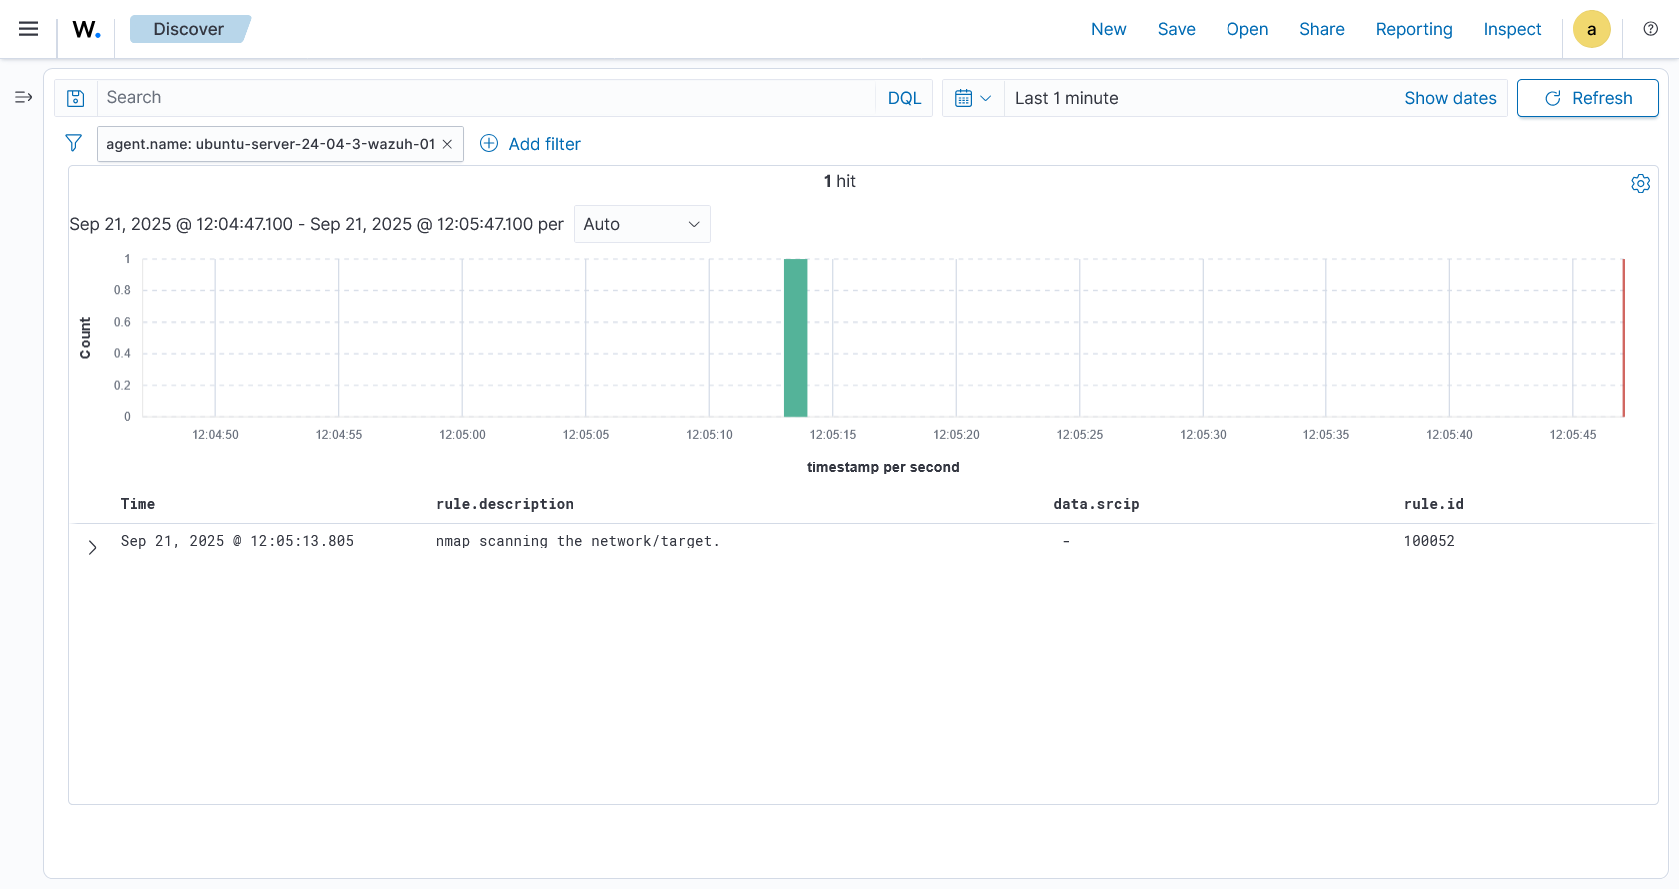 W. Discover New Save Open Share Reporting Inspect a
Search DQL Last 1 minute Show dates Refresh
agent.name: ubuntu-server-24-04-3-wazuh-01 Add filter
1 hit
Sep 21, 2025 @ 12:04:47.100 - Sep 21, 2025 @ 12:05:47.100 per Auto
1
0.8
0.6
0.4
0.2
0
Count
12:04:50 12:04:55 12:05:00 12:05:05 12:05:10 12:05:15 12:05:20 12:05:25 12:05:30 12:05:35 12:05:40 12:05:45
timestamp per second
Time rule.description data.srcip rule.id
Sep 21, 2025 @ 12:05:13.805 nmap scanning the network/target. - 100052